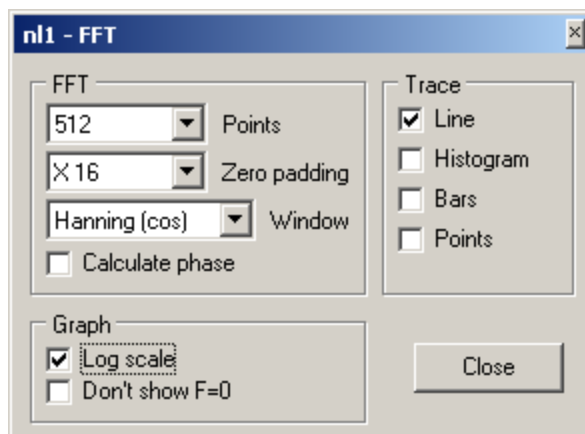 nl1 - FFT
FFT
512 Points
X 16 Zero padding
Hanning (cos) Window
Calculate phase
Trace
Line
Histogram
Bars
Points
Graph
Log scale
Don't show F=0
Close